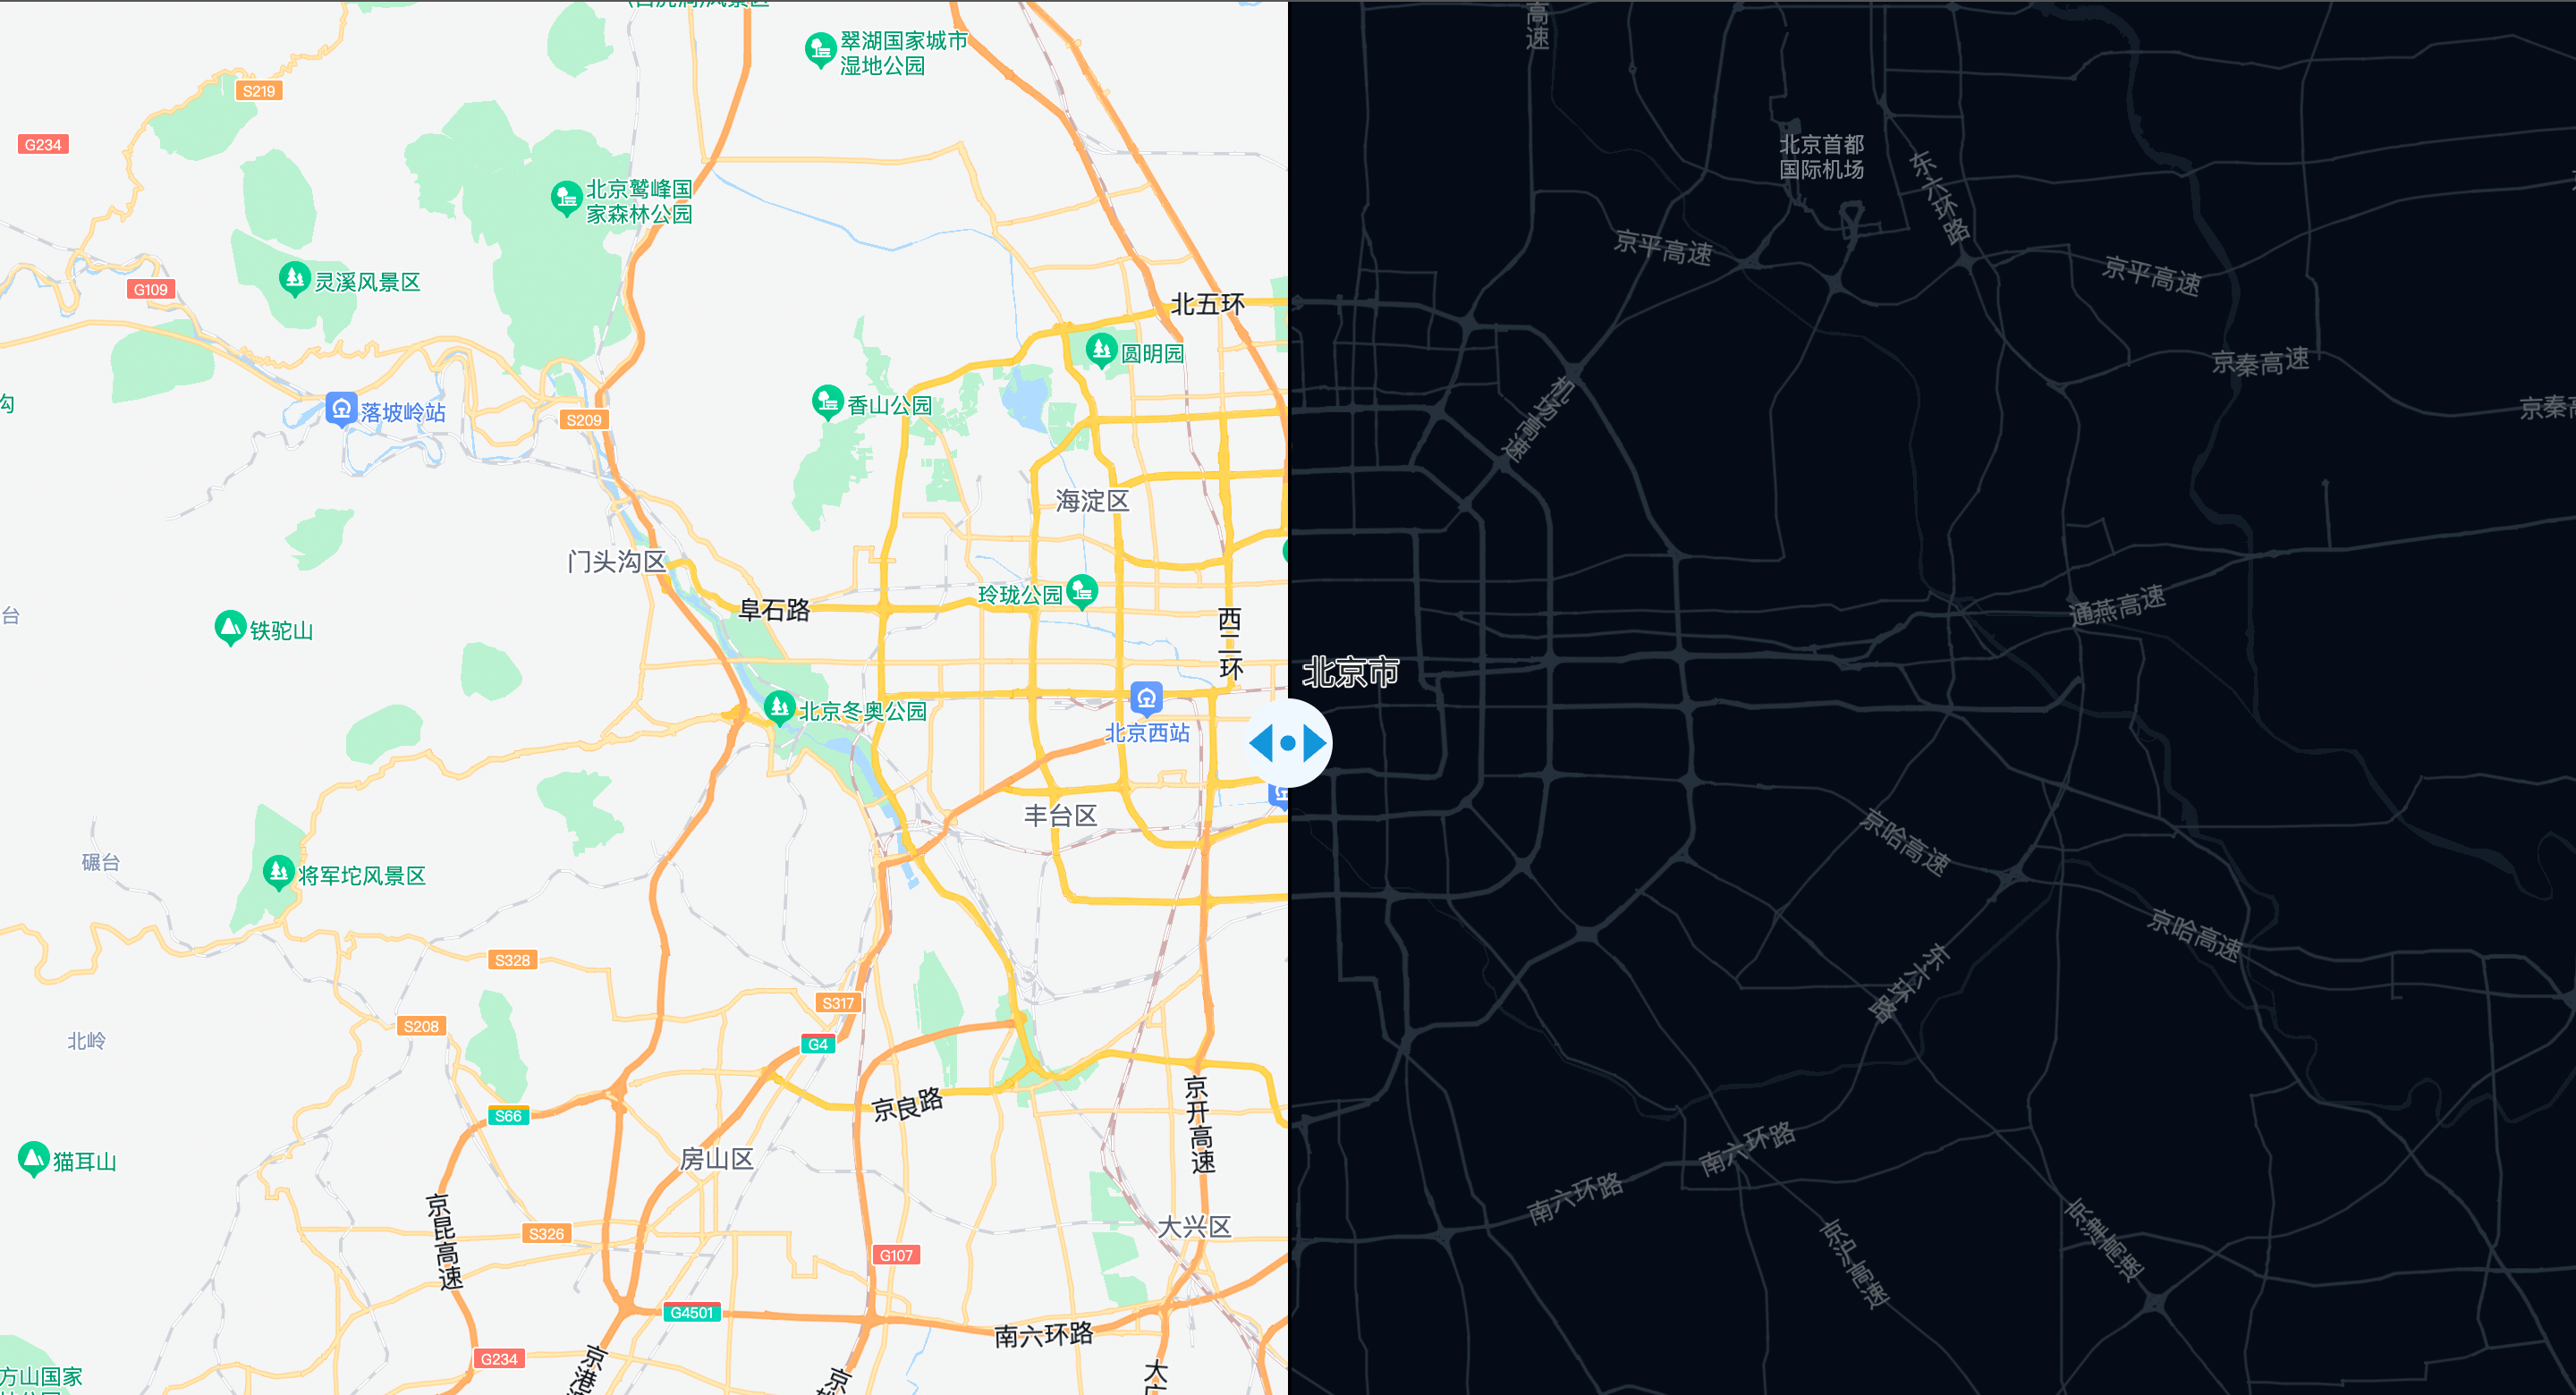 翠湖国家城市
湿地公园
S219
G234
北京鹫峰国
家森林公园
灵溪风景区
G109
北五环
圆明园
香山公园
落坡岭站
S209
海淀区
门头沟区
玲珑公园
阜石路
西二环
铁驼山
台
沟
北京冬奥公园
北京西站
丰台区
碾台
将军坨风景区
S328
S317
S208
G4
北岭
S66
京良路
京开高速
房山区
猫耳山
京昆高速
S326
大兴区
G107
G4501
南六环路
G234
方山国家
京港
京
大广
高速
北京首都
国际机场
东六环路
京平高速
京平高速
京秦高速
京秦高
机场高速
通燕高速
北京市
京哈高速
京哈高速
东六环路
南六环路
南六环路
京沪高速
京津高速